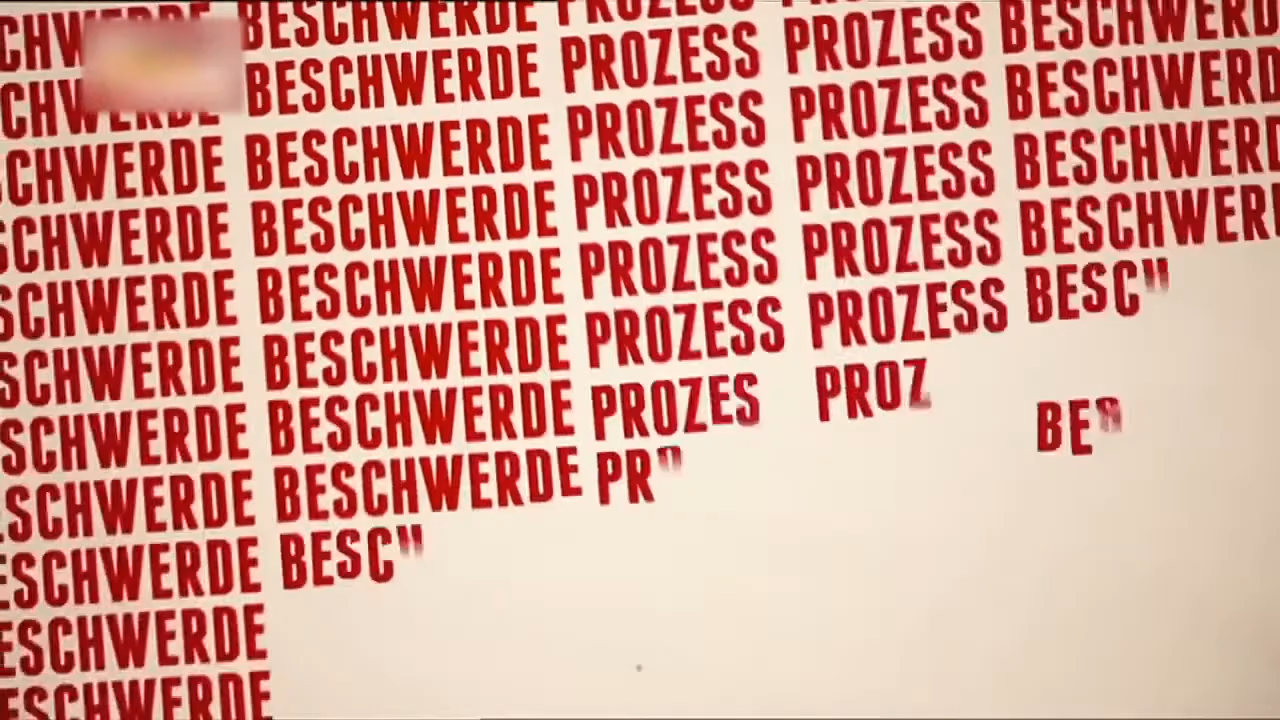 CHW BESCHWERDE PROZESS
CHWERDE BESCHWERDE PROZESS PROZESS BESCHWERD
SCHWERDE BESCHWERDE PROZESS PROZESS BESCHWERD
SCHWERDE BESCHWERDE PROZESS PROZESS BESCHWERD
SCHWERDE BESCHWERDE PROZESS PROZESS BESCHWER
SCHWERDE BESCHWERDE PROZESS PROZESS BESC
SCHWERDE BESCHWERDE PROZES PROZ BE
SCHWERDE BESCHWERDE PR
ESCHWERDE BESC
ESCHWERDE
ESCHWERDE